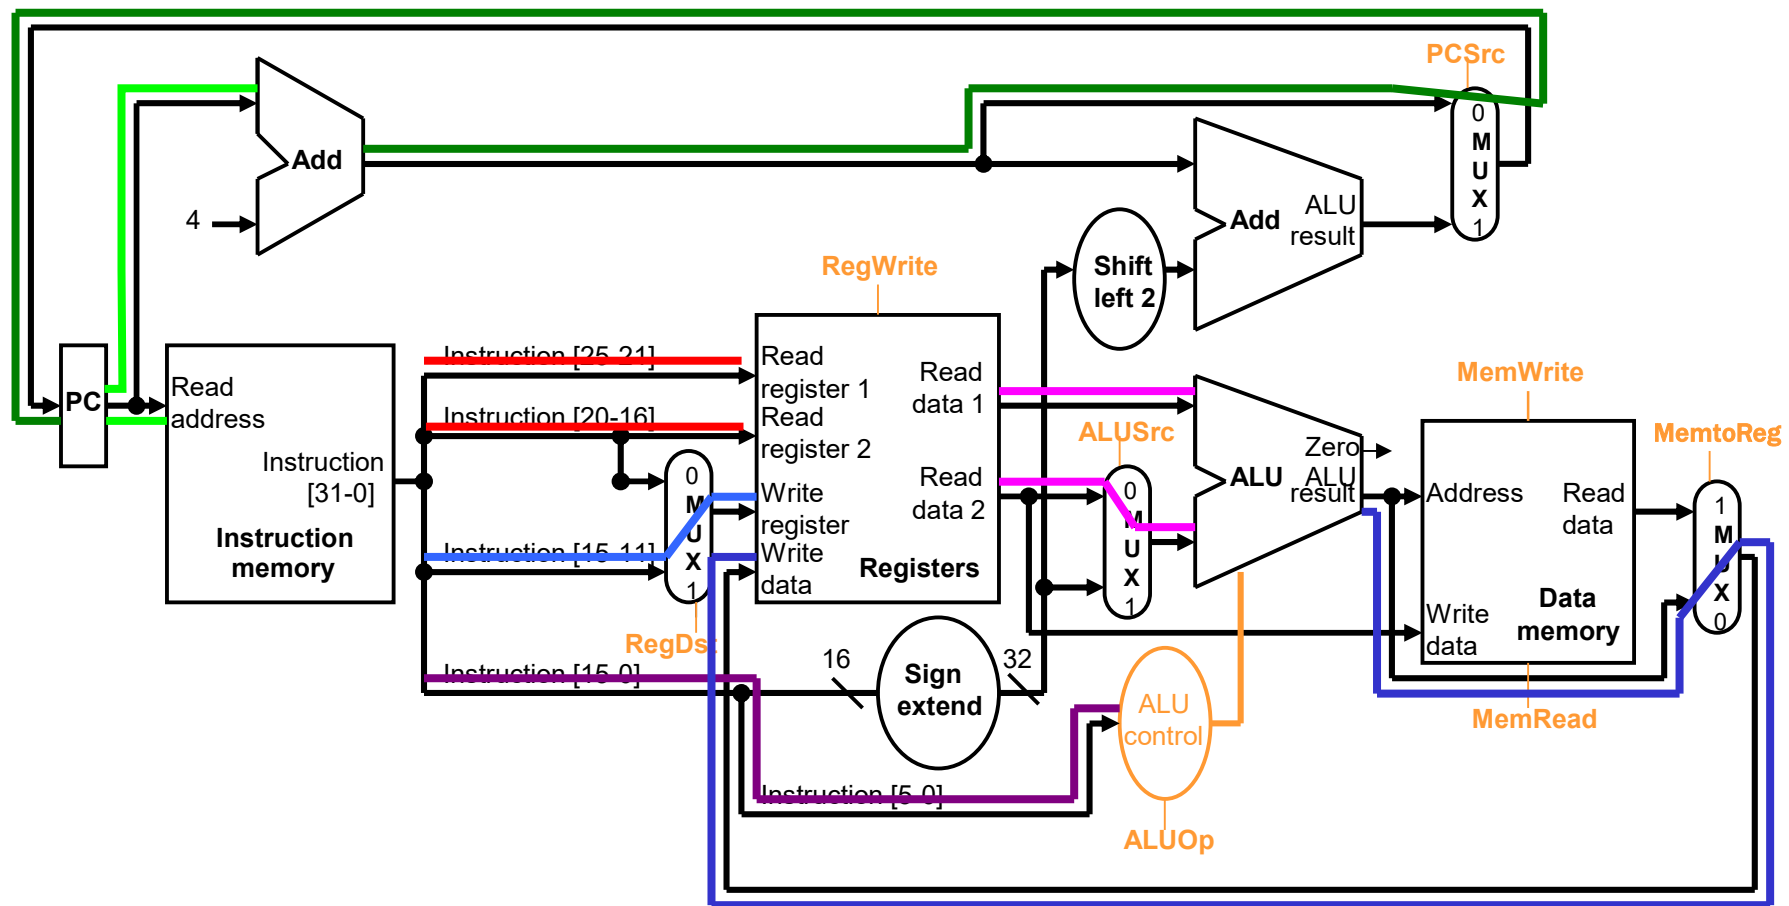 PCSrc
0
M
U
X
1
Add
4
Add
ALU
result
Shift
left 2
RegWrite
PC
Read
address
Instruction
[31-0]
Instruction
memory
Instruction [25-21]
Instruction [20-16]
Instruction [15-11]
Instruction [15-0]
Instruction [5-0]
0
M
U
X
1
RegDst
Read
register 1
Read
register 2
Write
register
Write
data
Read
data 1
Read
data 2
Registers
16
Sign
extend
32
ALUSrc
0
M
U
X
1
Zero
ALU
ALU
result
ALU
control
ALUOp
MemWrite
Address
Read
data
Write
data
Data
memory
MemRead
MemtoReg
1
M
U
X
0